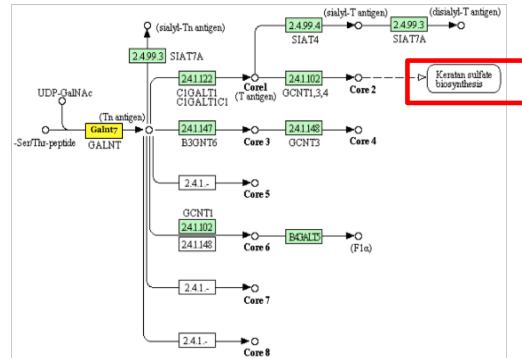 (sialyl-Tn antigen)
2.4.99.3 SIAT7A
2.4.99.4
SIAT4
(sialyl-T antigen)
2.4.99.3
SIAT7A
(disialyl-T antigen)
UDP-GalNAc
-Ser/Thr-peptide
Galnt7
GALNT
(Tn antigen)
2.4.1.122
C1GALT1
C1GALT1C1
Core1
(T antigen)
2.4.1.102
GCNT1,3,4
Core 2
Keratan sulfate
biosynthesis
2.4.1.147
B3GNT6
Core 3
2.4.1.148
GCNT3
Core 4
2.4.1.-
Core 5
GCNT1
2.4.1.102
2.4.1.148
Core 6
B4GALT5
(F1α)
2.4.1.-
Core 7
2.4.1.-
Core 8